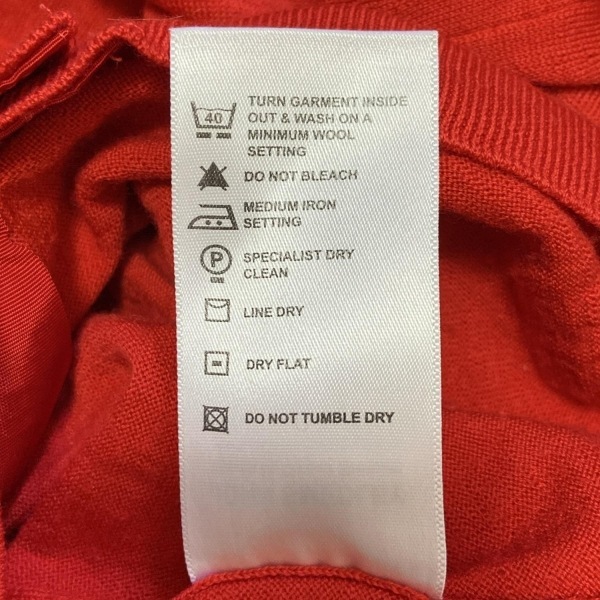 40
TURN GARMENT INSIDE
OUT & WASH ON A
MINIMUM WOOL
SETTING
DO NOT BLEACH
MEDIUM IRON
SETTING
P
SPECIALIST DRY
CLEAN
LINE DRY
DRY FLAT
DO NOT TUMBLE DRY